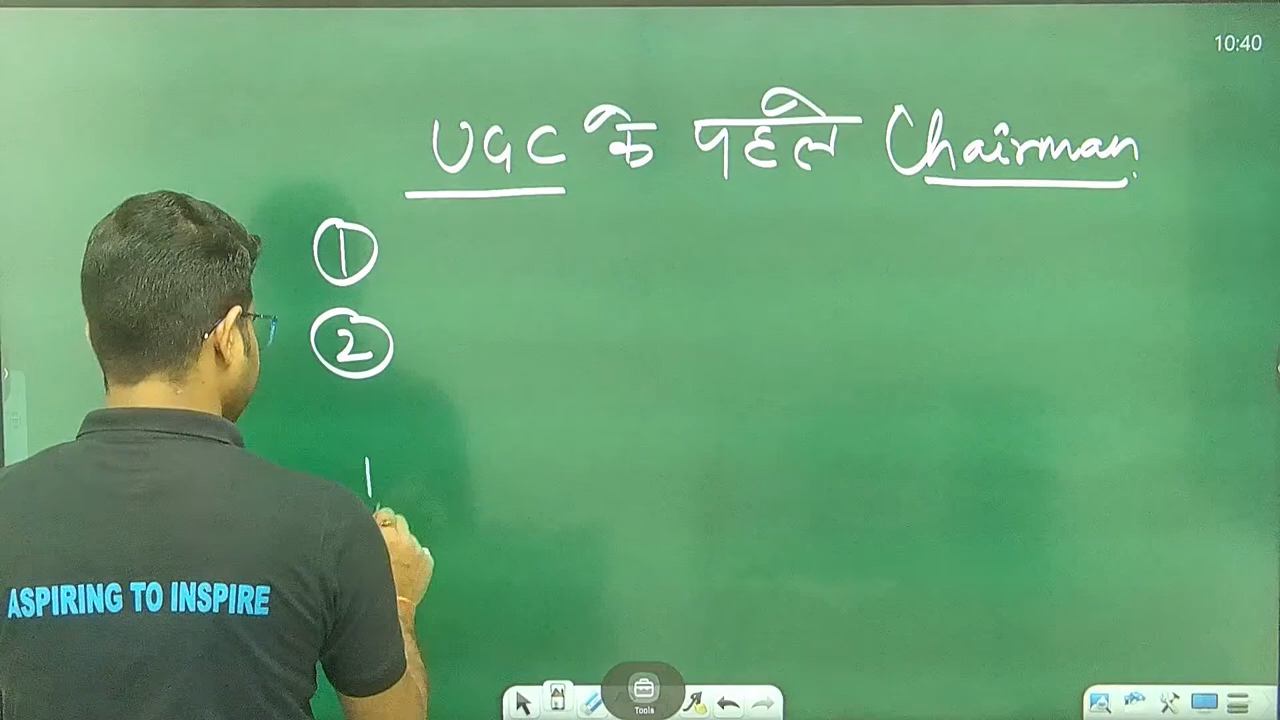 10:40
UGC के पहले Chairman
1
2
ASPIRING TO INSPIRE
Tools